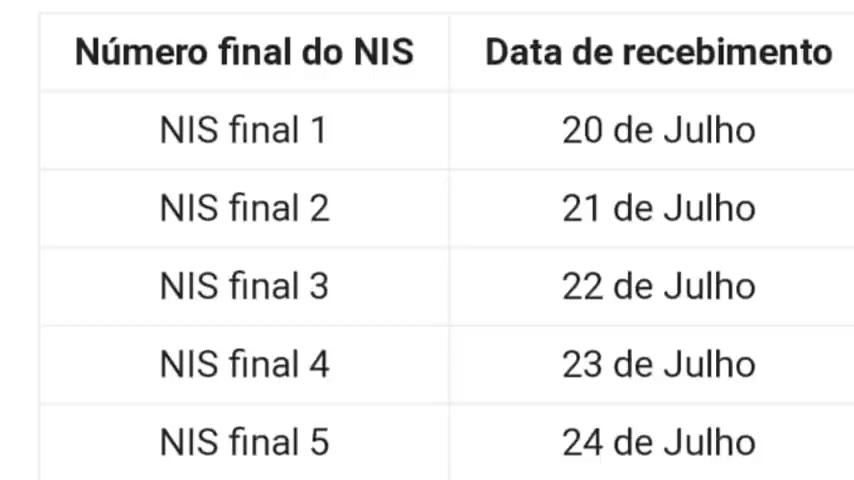 Número final do NIS Data de recebimento
NIS final 1 20 de Julho
NIS final 2 21 de Julho
NIS final 3 22 de Julho
NIS final 4 23 de Julho
NIS final 5 24 de Julho